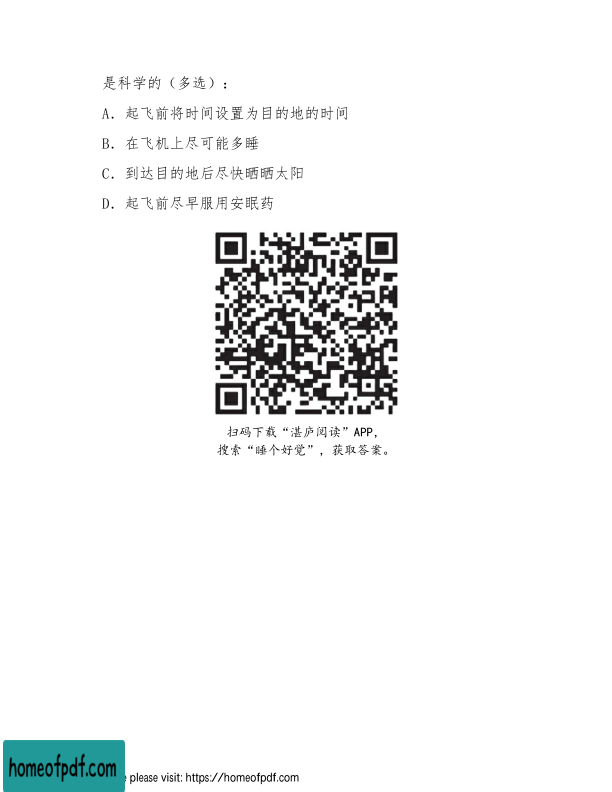 是科学的（多选）：
A. 起飞前将时间设置为目的地的时间
B. 在飞机上尽可能多睡
C. 到达目的地后尽快晒晒太阳
D. 起飞前尽早服用安眠药
扫码下载“湛庐阅读”APP，
搜索“睡个好觉”，获取答案。
homeofpdf.com
please visit: https://homeofpdf.com